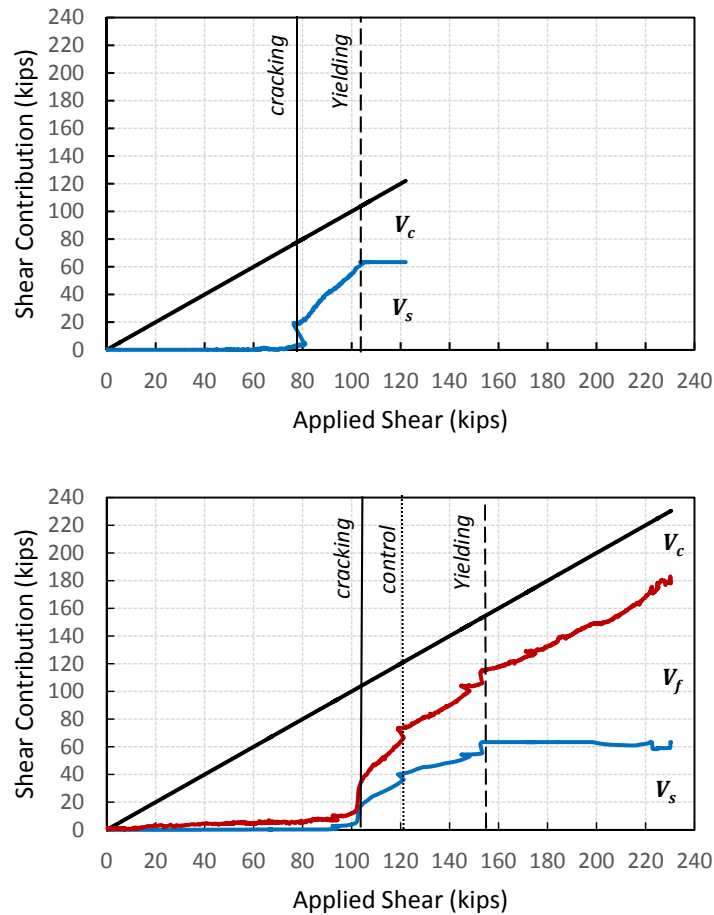 Shear Contribution (kips)
240
220
200
180
160
140
120
100
80
60
40
20
0
cracking
Yielding
V_c
V_s
0 20 40 60 80 100 120 140 160 180 200 220 240
Applied Shear (kips)
Shear Contribution (kips)
240
220
200
180
160
140
120
100
80
60
40
20
0
cracking
control
Yielding
V_c
V_f
V_s
0 20 40 60 80 100 120 140 160 180 200 220 240
Applied Shear (kips)